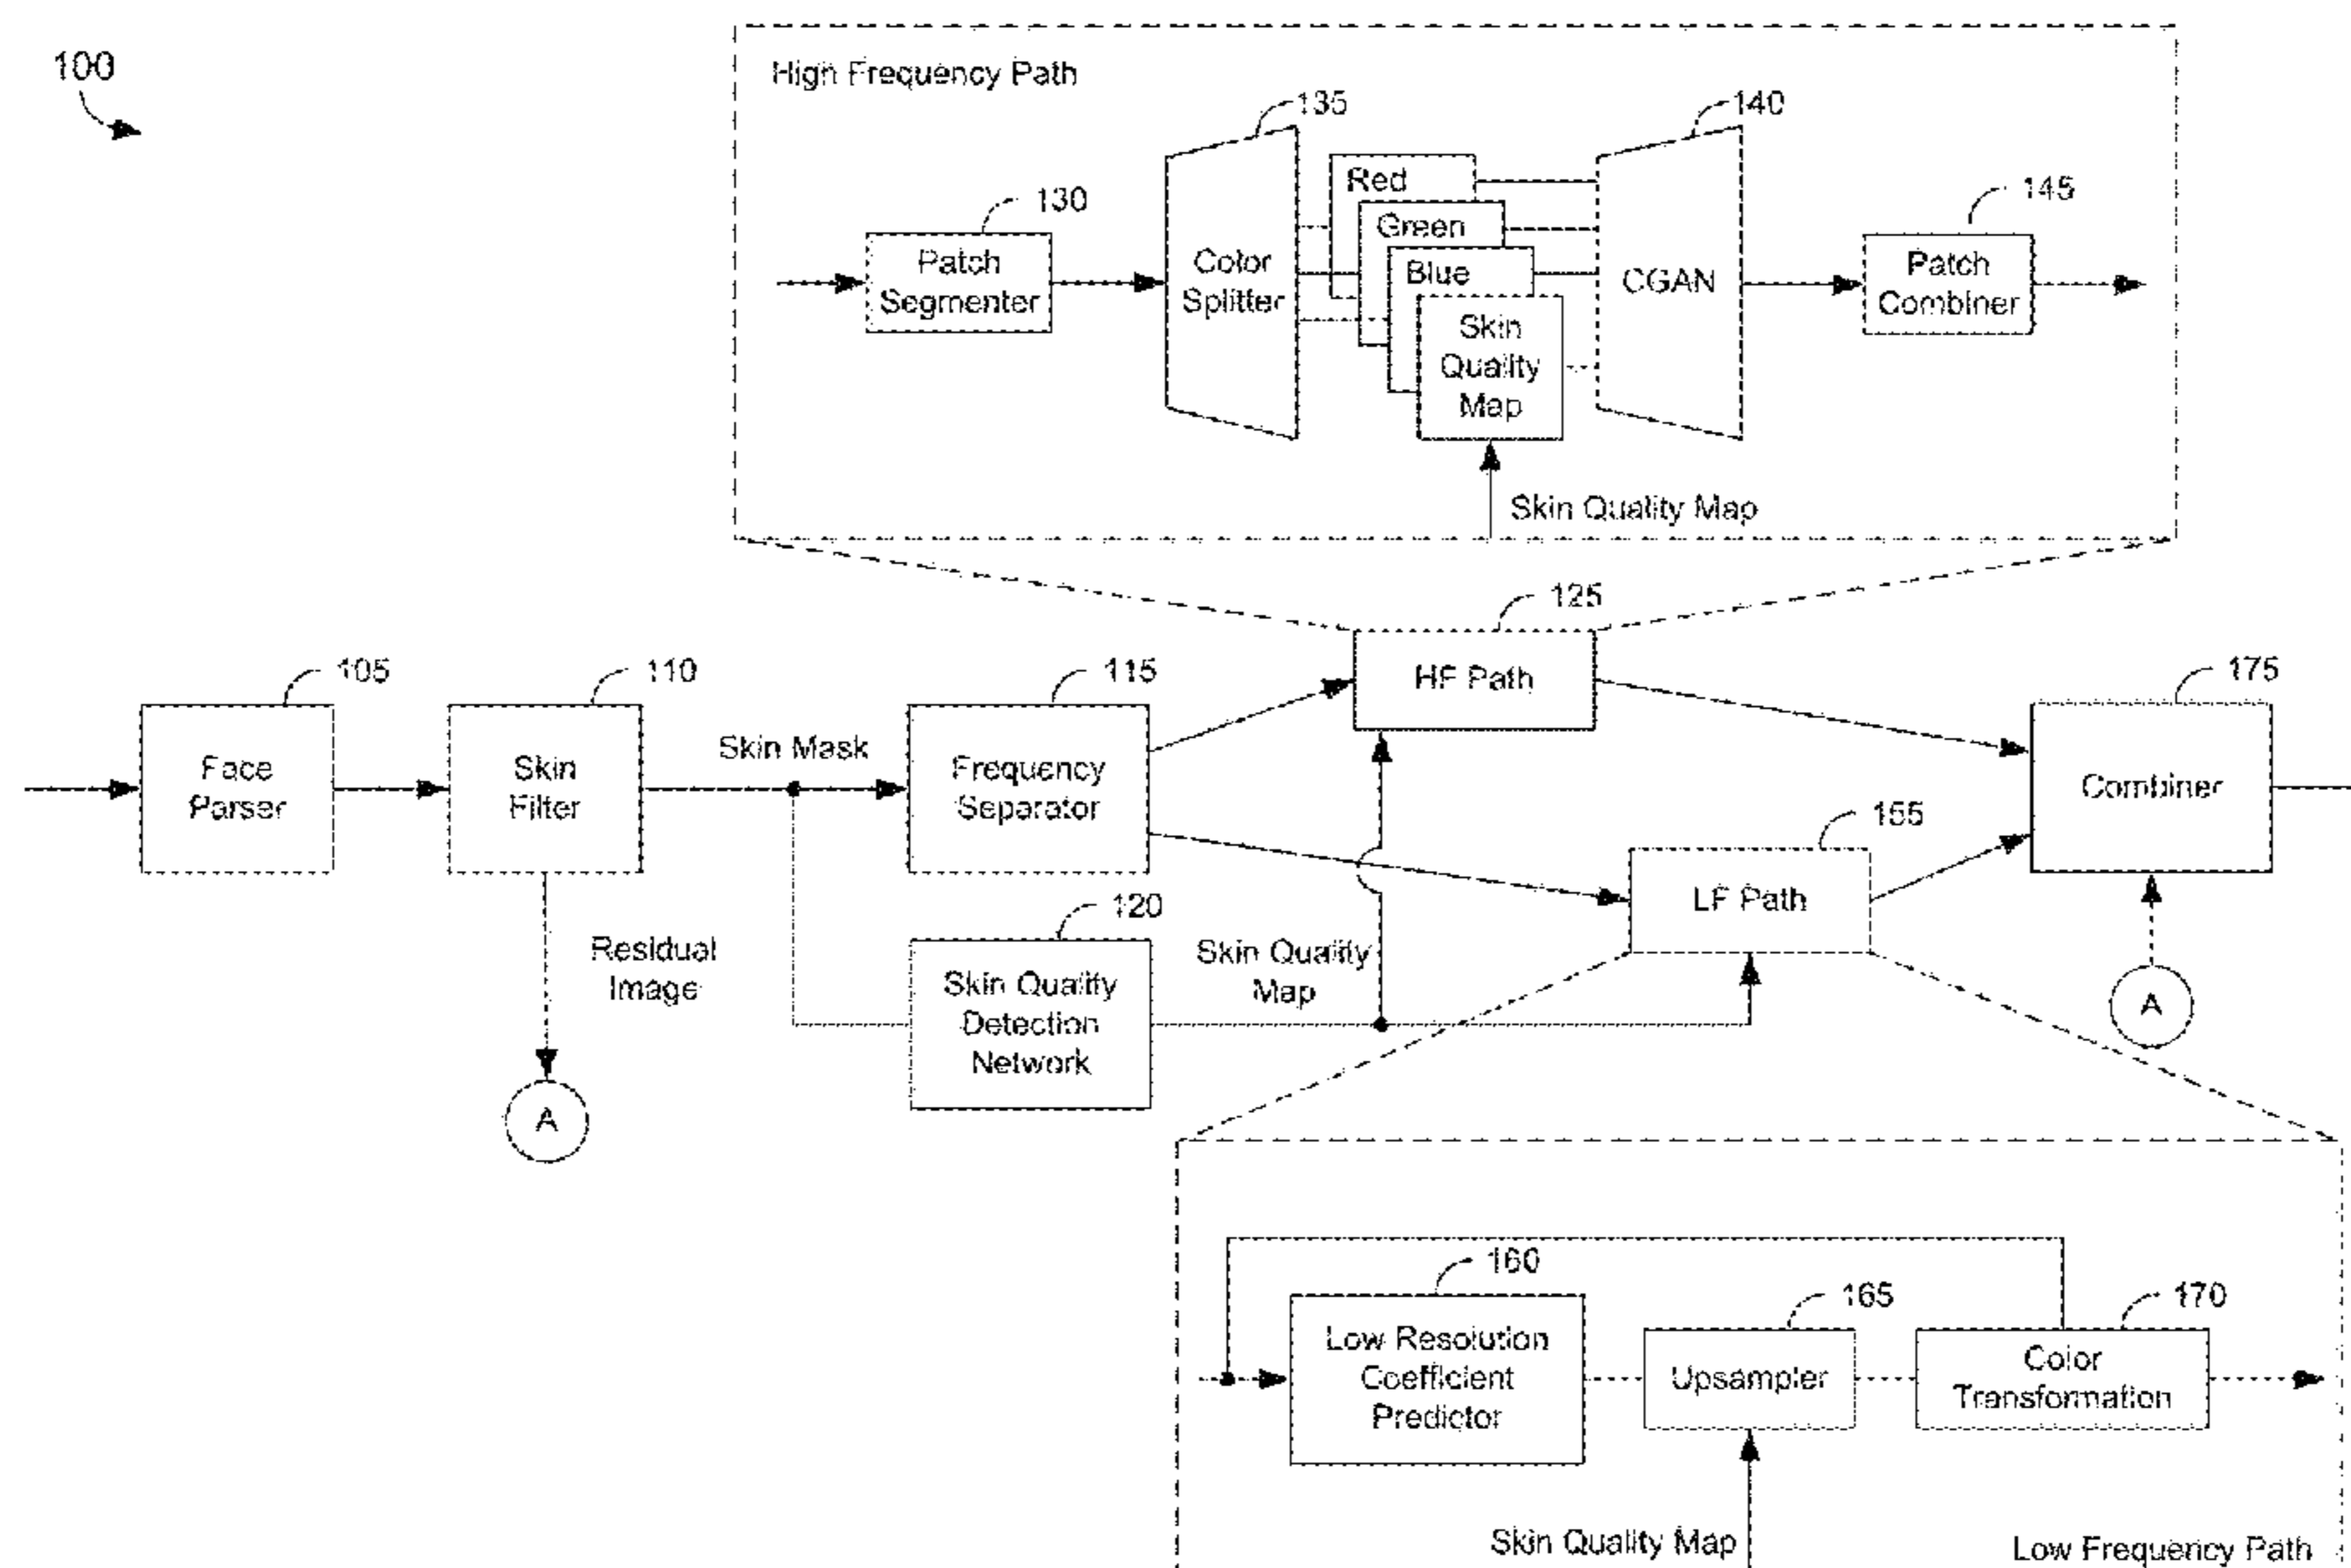 100
High Frequency Path
135
140
130
145
Patch
Segmenter
Color
Splitter
Red
Green
Blue
Skin
Quality
Map
CGAN
Patch
Combiner
Skin Quality Map
125
HF Path
105
110
115
175
Face
Parser
Skin
Filter
Skin Mask
Frequency
Separator
Combiner
155
LF Path
120
Residual
Image
Skin Quality
Detection
Network
Skin Quality
Map
A
A
160
165
170
Low Resolution
Coefficient
Predictor
Upsampler
Color
Transformation
Skin Quality Map
Low Frequency Path